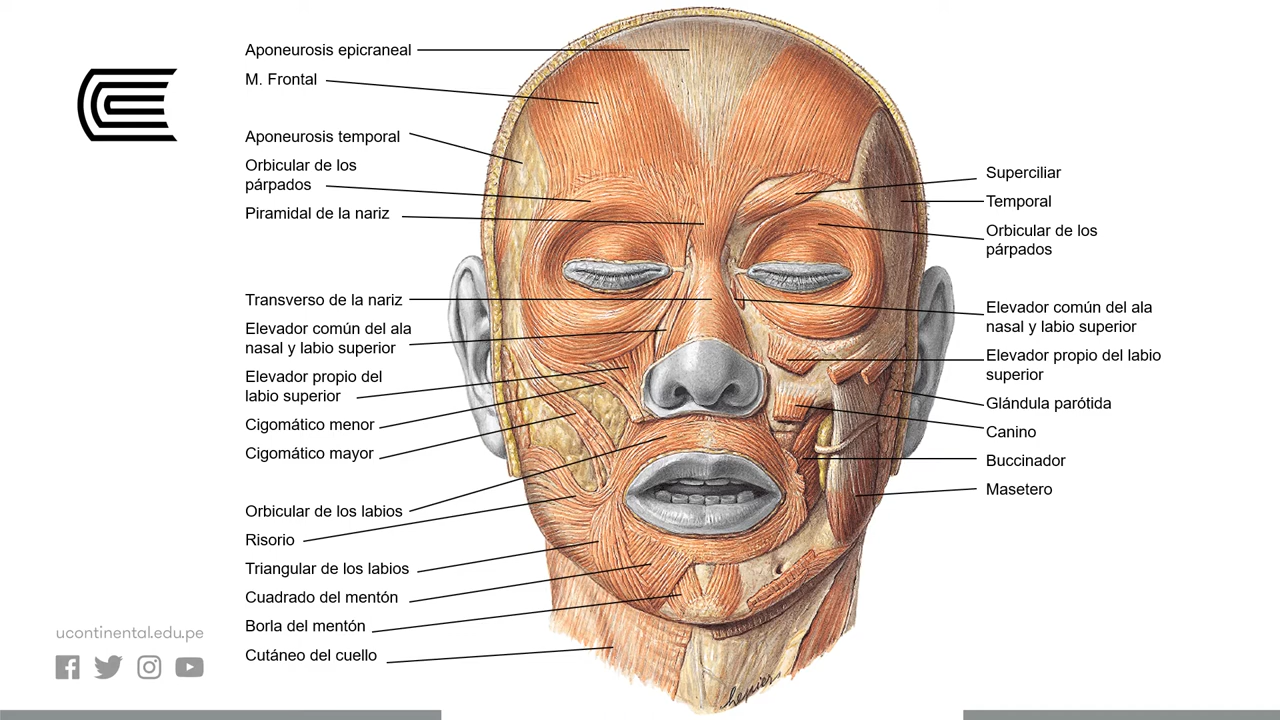 Aponeurosis epicraneal
M. Frontal
Aponeurosis temporal
Orbicular de los
párpados
Piramidal de la nariz
Transverso de la nariz
Elevador común del ala
nasal y labio superior
Elevador propio del
labio superior
Cigomático menor
Cigomático mayor
Orbicular de los labios
Risorio
Triangular de los labios
Cuadrado del mentón
Borla del mentón
Cutáneo del cuello
Superciliar
Temporal
Orbicular de los
párpados
Elevador común del ala
nasal y labio superior
Elevador propio del labio
superior
Glándula parótida
Canino
Buccinador
Masetero
ucontinental.edu.pe